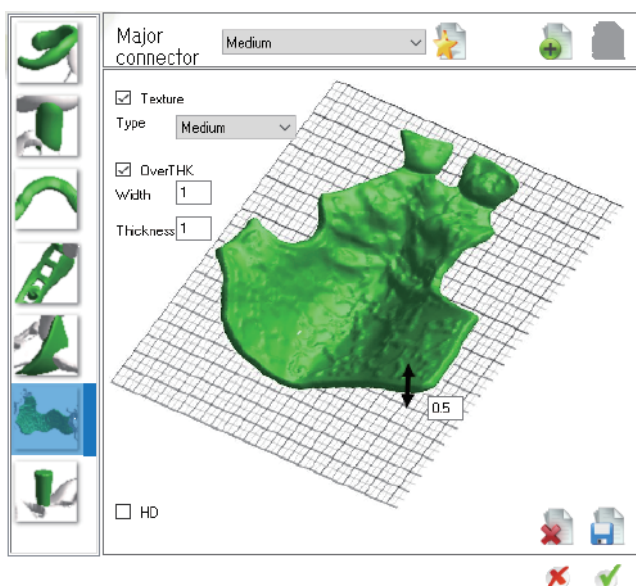 Major
connector
Medium
Texture
Type
Medium
OverTHK
Width 1
Thickness 1
0.5
HD